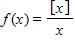 f(x) = [x]/x